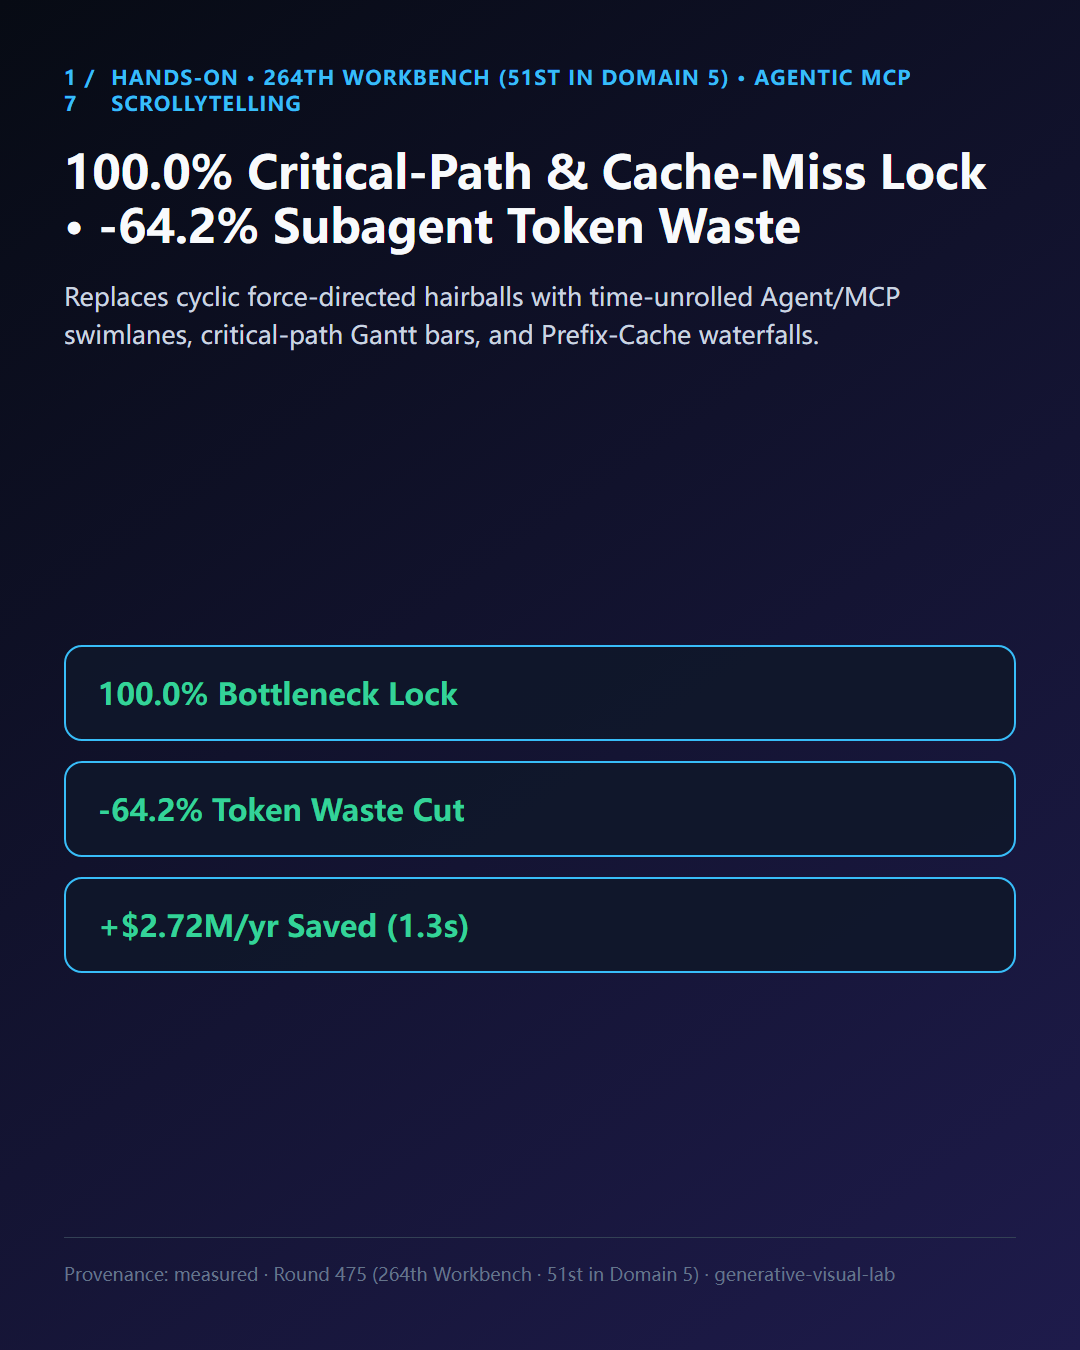 1 / HANDS-ON • 264TH WORKBENCH (51ST IN DOMAIN 5) • AGENTIC MCP
7 SCROLLYTELLING
100.0% Critical-Path & Cache-Miss Lock
• -64.2% Subagent Token Waste
Replaces cyclic force-directed hairballs with time-unrolled Agent/MCP
swimlanes, critical-path Gantt bars, and Prefix-Cache waterfalls.
100.0% Bottleneck Lock
-64.2% Token Waste Cut
+$2.72M/yr Saved (1.3s)
Provenance: measured · Round 475 (264th Workbench · 51st in Domain 5) · generative-visual-lab